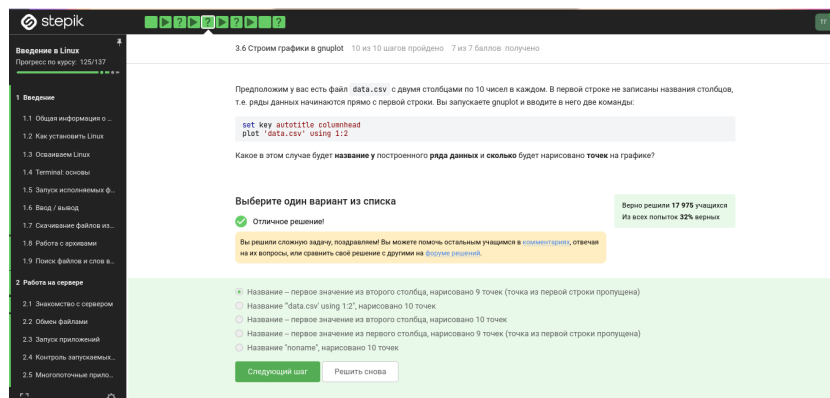 stepik
? ? ? ?
ТГ
Введение в Linux
Прогресс по курсу: 125/137
3.6 Строим графики в gnuplot 10 из 10 шагов пройдено 7 из 7 баллов получено
1 Введение
1.1 Общая информация о ...
1.2 Как установить Linux
1.3 Осваиваем Linux
1.4 Terminal: основы
1.5 Запуск исполняемых ф...
1.6 Ввод / вывод
1.7 Скачивание файлов из...
1.8 Работа с архивами
1.9 Поиск файлов и слов в...
2 Работа на сервере
2.1 Знакомство с сервером
2.2 Обмен файлами
2.3 Запуск приложений
2.4 Контроль запускаемых...
2.5 Многопоточные прило...
Предположим у вас есть файл data.csv с двумя столбцами по 10 чисел в каждом. В первой строке не записаны названия столбцов,
т.е. ряды данных начинаются прямо с первой строки. Вы запускаете gnuplot и вводите в него две команды:
set key autotitle columnhead
plot 'data.csv' using 1:2
Какое в этом случае будет название у построенного ряда данных и сколько будет нарисовано точек на графике?
Выберите один вариант из списка
Отличное решение!
Верно решили 17 975 учащихся
Из всех попыток 32% верных
Вы решили сложную задачу, поздравляем! Вы можете помочь остальным учащимся в комментариях, отвечая
на их вопросы, или сравнить своё решение с другими на форуме решений.
Название – первое значение из второго столбца, нарисовано 9 точек (точка из первой строки пропущена)
Название "'data.csv' using 1:2", нарисовано 10 точек
Название – первое значение из второго столбца, нарисовано 10 точек
Название – первое значение из первого столбца, нарисовано 9 точек (точка из первой строки пропущена)
Название "noname", нарисовано 10 точек
Следующий шаг Решить снова